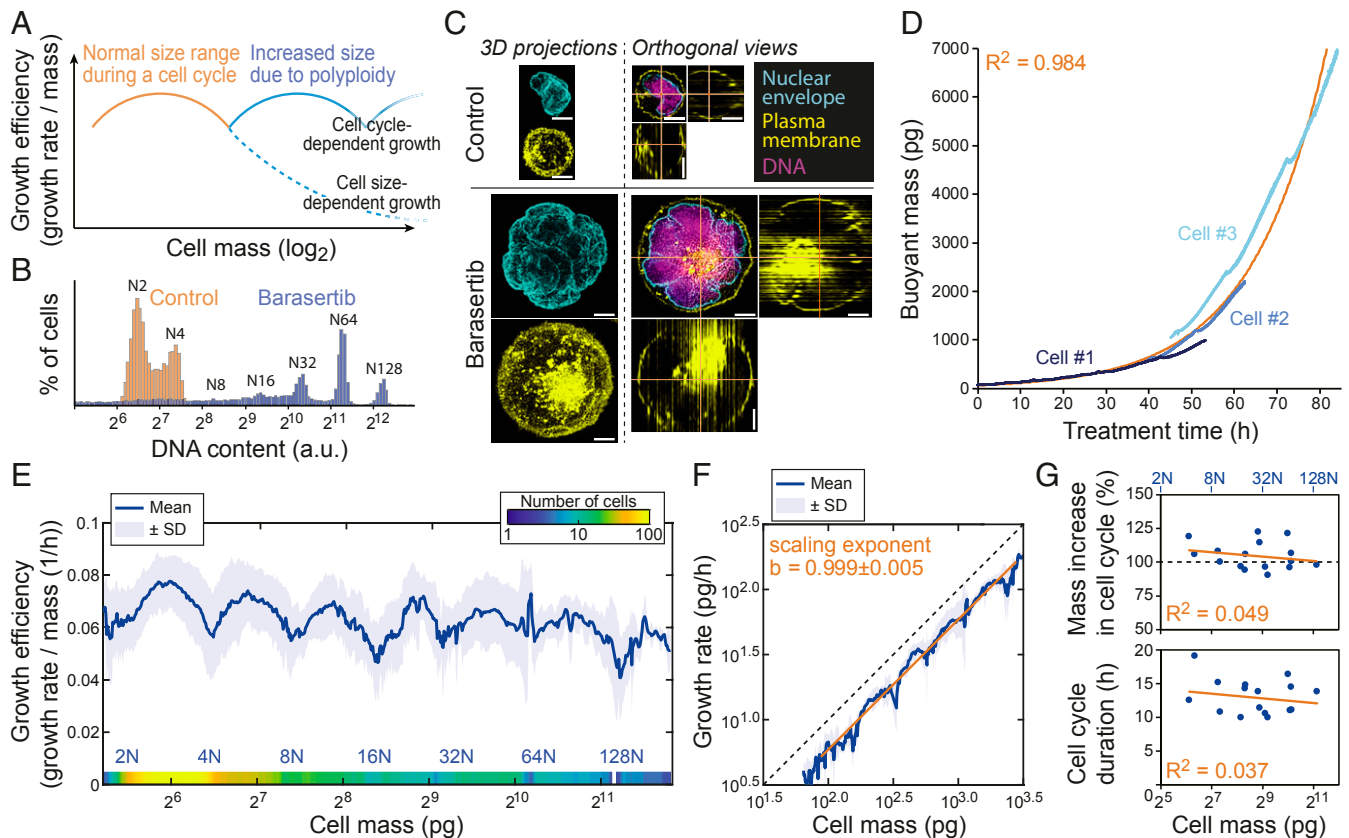 A
Growth efficiency
(growth rate / mass)
Normal size range
during a cell cycle
Increased size
due to polyploidy
Cell cycle-
dependent growth
Cell size-
dependent growth
Cell mass (log2)
B
% of cells
N2
Control
N4
N8
N16
N32
Barasertib
N64
N128
2^6 2^7 2^8 2^9 2^10 2^11 2^12
DNA content (a.u.)
C
3D projections
Orthogonal views
Control
Nuclear
envelope
Plasma
membrane
DNA
Barasertib
D
Buoyant mass (pg)
7000
6000
5000
4000
3000
2000
1000
0
R² = 0.984
Cell #3
Cell #2
Cell #1
0 10 20 30 40 50 60 70 80
Treatment time (h)
E
Mean
± SD
Number of cells
1 10 100
Growth efficiency
(growth rate / mass (1/h))
0.1
0.08
0.06
0.04
0.02
0
2N 4N 8N 16N 32N 64N 128N
2^6 2^7 2^8 2^9 2^10 2^11
Cell mass (pg)
F
Mean
± SD
Growth rate (pg/h)
10^2.5
10^2.0
10^1.5
10^1.0
10^0.5
scaling exponent
b = 0.999±0.005
10^1.5 10^2.0 10^2.5 10^3.0 10^3.5
Cell mass (pg)
G
2N 8N 32N 128N
Mass increase
in cell cycle (%)
150
125
100
75
50
R² = 0.049
Cell cycle
duration (h)
20
15
10
5
0
R² = 0.037
2^5 2^7 2^9 2^11
Cell mass (pg)